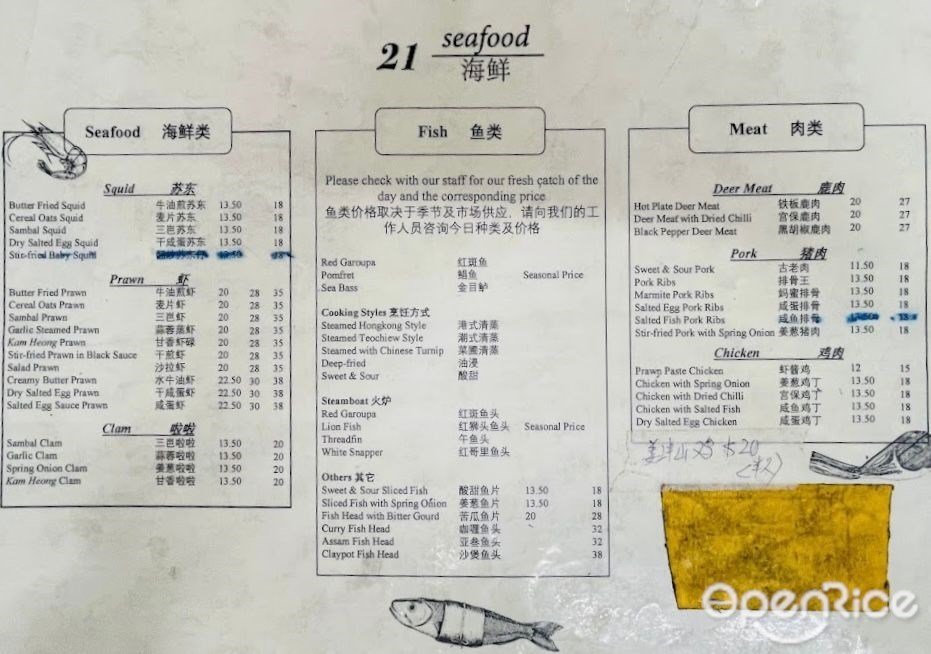 21 seafood
海鲜
Seafood 海鲜类
Squid 苏东
Butter Fried Squid 牛油煎苏东 13.50 18
Cereal Oats Squid 麦片苏东 13.50 18
Sambal Squid 三峇苏东 13.50 18
Dry Salted Egg Squid 干咸蛋苏东 13.50 18
Stir-fried Baby Squid
Prawn 虾
Butter Fried Prawn 牛油煎虾 20 28 35
Cereal Oats Prawn 麦片虾 20 28 35
Sambal Prawn 三峇虾 20 28 35
Garlic Steamed Prawn 蒜蓉蒸虾 20 28 35
Kam Heong Prawn 甘香虾碌 20 28 35
Stir-fried Prawn in Black Sauce 干煎虾 20 28 35
Salad Prawn 沙拉虾 20 28 35
Creamy Butter Prawn 水牛油虾 22.50 30 38
Dry Salted Egg Prawn 干咸蛋虾 22.50 30 38
Salted Egg Sauce Prawn 咸蛋虾 22.50 30 38
Clam 啦啦
Sambal Clam 三峇啦啦 13.50 20
Garlic Clam 蒜蓉啦啦 13.50 20
Spring Onion Clam 姜葱啦啦 13.50 20
Kam Heong Clam 甘香啦啦 13.50 20
Fish 鱼类
Please check with our staff for our fresh catch of the
day and the corresponding price
鱼类价格取决于季节及市场供应，请向我们的工
作人员咨询今日种类及价格
Red Garoupa 红斑鱼
Pomfret 鲳鱼 Seasonal Price
Sea Bass 金目鲈
Cooking Styles 烹饪方式
Steamed Hongkong Style 港式清蒸
Steamed Teochiew Style 潮式清蒸
Steamed with Chinese Turnip 菜圃清蒸
Deep-fried 油浸
Sweet & Sour 酸甜
Steamboat 火炉
Red Garoupa 红斑鱼头
Lion Fish 红狮头鱼头 Seasonal Price
Threadfin 午鱼头
White Snapper 红哥里鱼头
Others 其它
Sweet & Sour Sliced Fish 酸甜鱼片 13.50 18
Sliced Fish with Spring Onion 姜葱鱼片 13.50 18
Fish Head with Bitter Gourd 苦瓜鱼片 20 28
Curry Fish Head 咖喱鱼头 32
Assam Fish Head 亚叁鱼头 32
Claypot Fish Head 沙煲鱼头 38
Meat 肉类
Deer Meat 鹿肉
Hot Plate Deer Meat 铁板鹿肉 20 27
Deer Meat with Dried Chilli 宫保鹿肉 20 27
Black Pepper Deer Meat 黑胡椒鹿肉 20 27
Pork 猪肉
Sweet & Sour Pork 古老肉 11.50 18
Pork Ribs 排骨王 13.50 18
Marmite Pork Ribs 妈蜜排骨 13.50 18
Salted Egg Pork Ribs 咸蛋排骨 13.50 18
Salted Fish Pork Ribs 咸鱼排骨
Stir-fried Pork with Spring Onion 姜葱猪肉 13.50 18
Chicken 鸡肉
Prawn Paste Chicken 虾酱鸡 12 15
Chicken with Spring Onion 姜葱鸡丁 13.50 18
Chicken with Dried Chilli 宫保鸡丁 13.50 18
Chicken with Salted Fish 咸鱼鸡丁 13.50 18
Dry Salted Egg Chicken 咸蛋鸡丁 13.50 18
$20
OpenRice